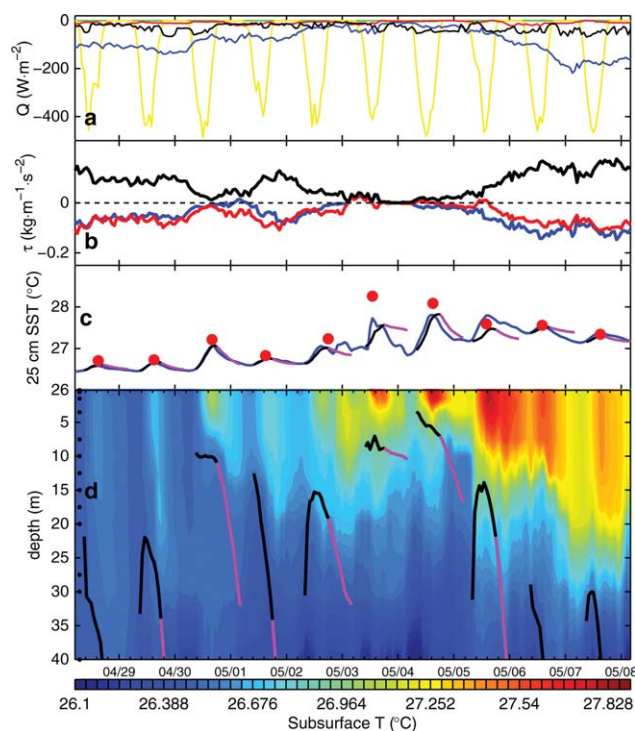 0
−200
−400
Q (W·m⁻²)
a
0
−0.2
τ (kg·m⁻¹·s⁻²)
b
28
27
26
25 cm SST (°C)
c
5
10
15
20
25
30
35
40
depth (m)
d
04/29 04/30 05/01 05/02 05/03 05/04 05/05 05/06 05/07 05/08
26.1 26.388 26.676 26.964 27.252 27.54 27.828
Subsurface T (°C)